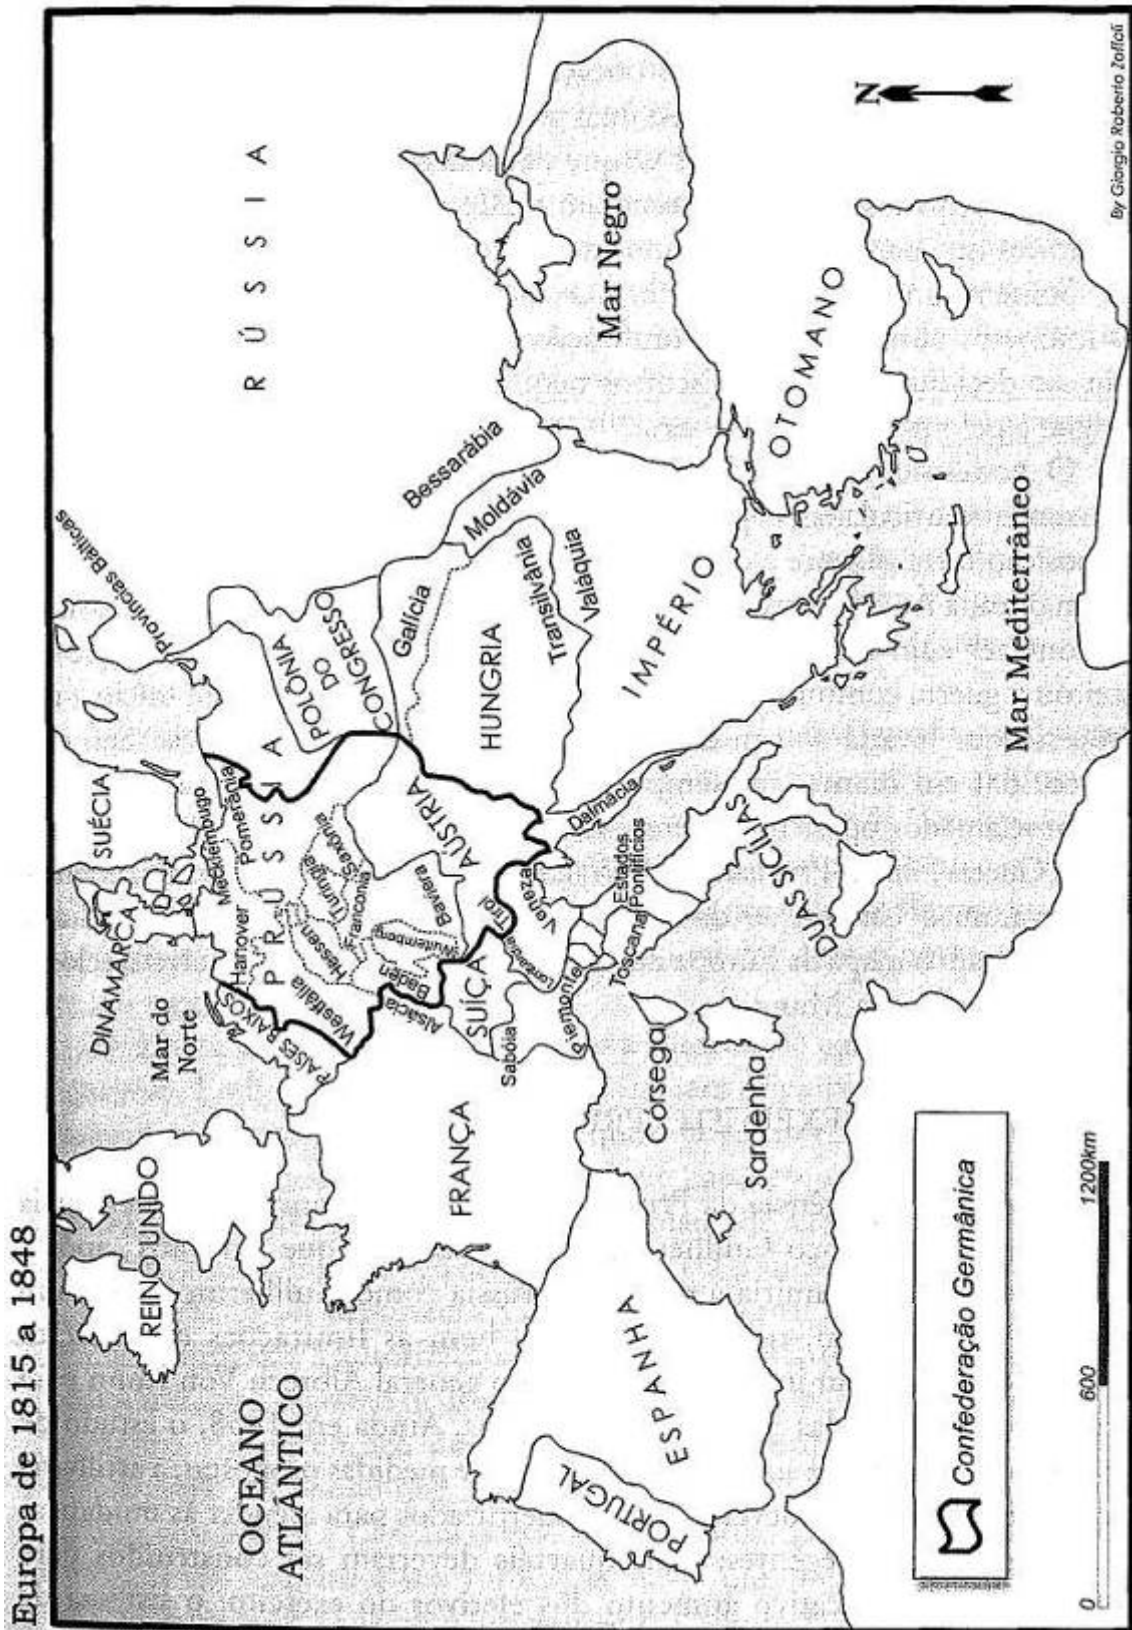 Europa de 1815 a 1848
OCEANO
ATLÂNTICO
REINO UNIDO
Mar do
Norte
DINAMARCA
SUÉCIA
Províncias Bálticas
RÚSSIA
PAÍSES BAIXOS
Hanover
Mecklembugo
Pomerânia
PRÚSSIA
Westfália
Hessen
Turíngia
Saxônia
Francônia
POLÔNIA
DO
CONGRESSO
Galícia
Bessarábia
Moldávia
Alsácia
Baden
Wurtemberg
Baviera
ÁUSTRIA
HUNGRIA
Transilvânia
Valáquia
FRANÇA
SUÍÇA
Tirol
Sabóia
Piemonte
Lombardia
Veneza
Dalmácia
Toscana
Estados
Pontifícios
DUAS SICÍLIAS
Córsega
Sardenha
PORTUGAL
ESPANHA
IMPÉRIO
OTOMANO
Mar Negro
Mar Mediterrâneo
N
Confederação Germânica
0
600
1200km
By Giorgio Roberto Zoffoli